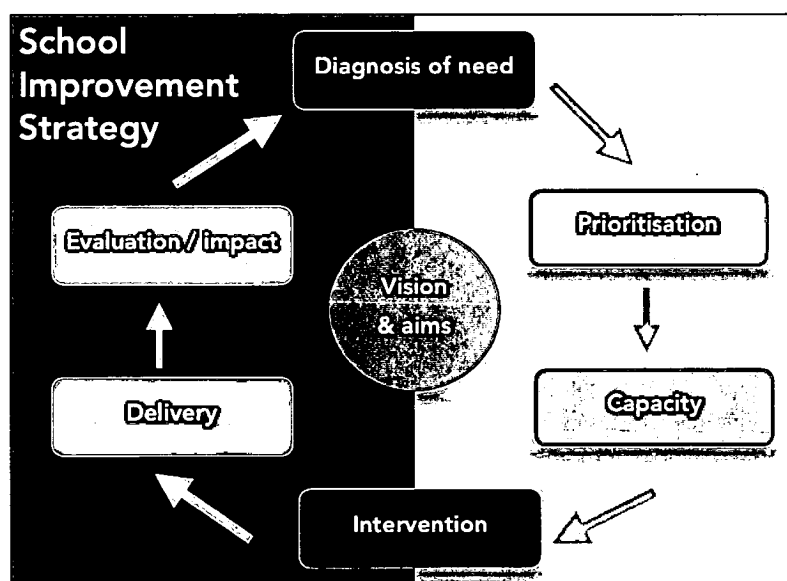 School
Improvement
Strategy
Diagnosis of need
Prioritisation
Capacity
Intervention
Delivery
Evaluation / impact
Vision
& aims